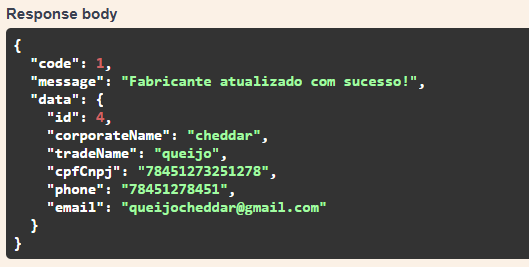 Response body
{
  "code": 1,
  "message": "Fabricante atualizado com sucesso!",
  "data": {
    "id": 4,
    "corporateName": "cheddar",
    "tradeName": "queijo",
    "cpfCnpj": "78451273251278",
    "phone": "78451278451",
    "email": "queijocheddar@gmail.com"
  }
}